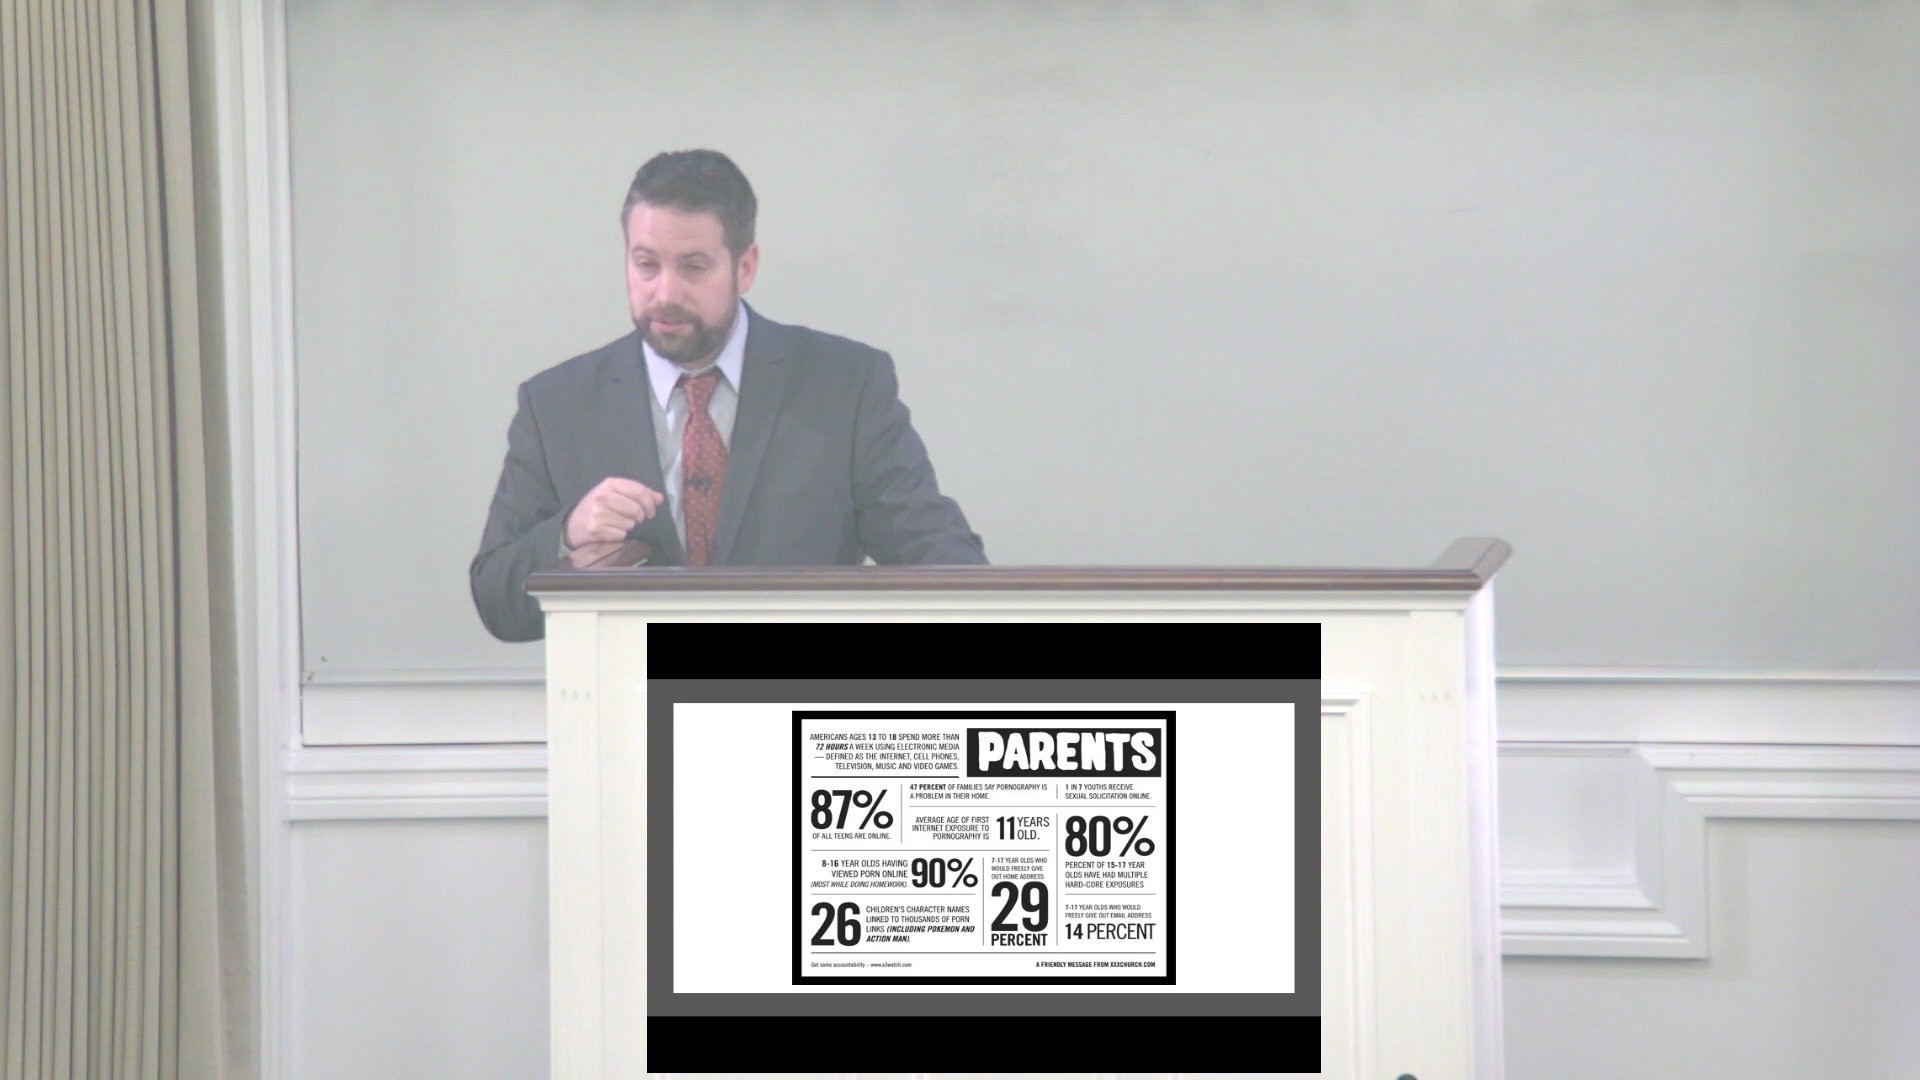 AMERICANS AGES 13 TO 18 SPEND MORE THAN
72 HOURS A WEEK USING ELECTRONIC MEDIA
— DEFINED AS THE INTERNET, CELL PHONES,
TELEVISION, MUSIC AND VIDEO GAMES.
PARENTS
87%
OF ALL TEENS ARE ONLINE.
47 PERCENT OF FAMILIES SAY PORNOGRAPHY IS
A PROBLEM IN THEIR HOME.
1 IN 7 YOUTHS RECEIVE
SEXUAL SOLICITATION ONLINE.
AVERAGE AGE OF FIRST
INTERNET EXPOSURE TO
PORNOGRAPHY IS
11 YEARS
OLD.
80%
PERCENT OF 15-17 YEAR
OLDS HAVE HAD MULTIPLE
HARD-CORE EXPOSURES
8-16 YEAR OLDS HAVING
VIEWED PORN ONLINE
(MOST WHILE DOING HOMEWORK).
90%
7-17 YEAR OLDS WHO
WOULD FREELY GIVE
OUT HOME ADDRESS
29
PERCENT
26
CHILDREN'S CHARACTER NAMES
LINKED TO THOUSANDS OF PORN
LINKS (INCLUDING POKEMON AND
ACTION MAN).
7-17 YEAR OLDS WHO WOULD
FREELY GIVE OUT EMAIL ADDRESS
14 PERCENT
Get some accountability - www.x3watch.com
A FRIENDLY MESSAGE FROM XXXCHURCH.COM